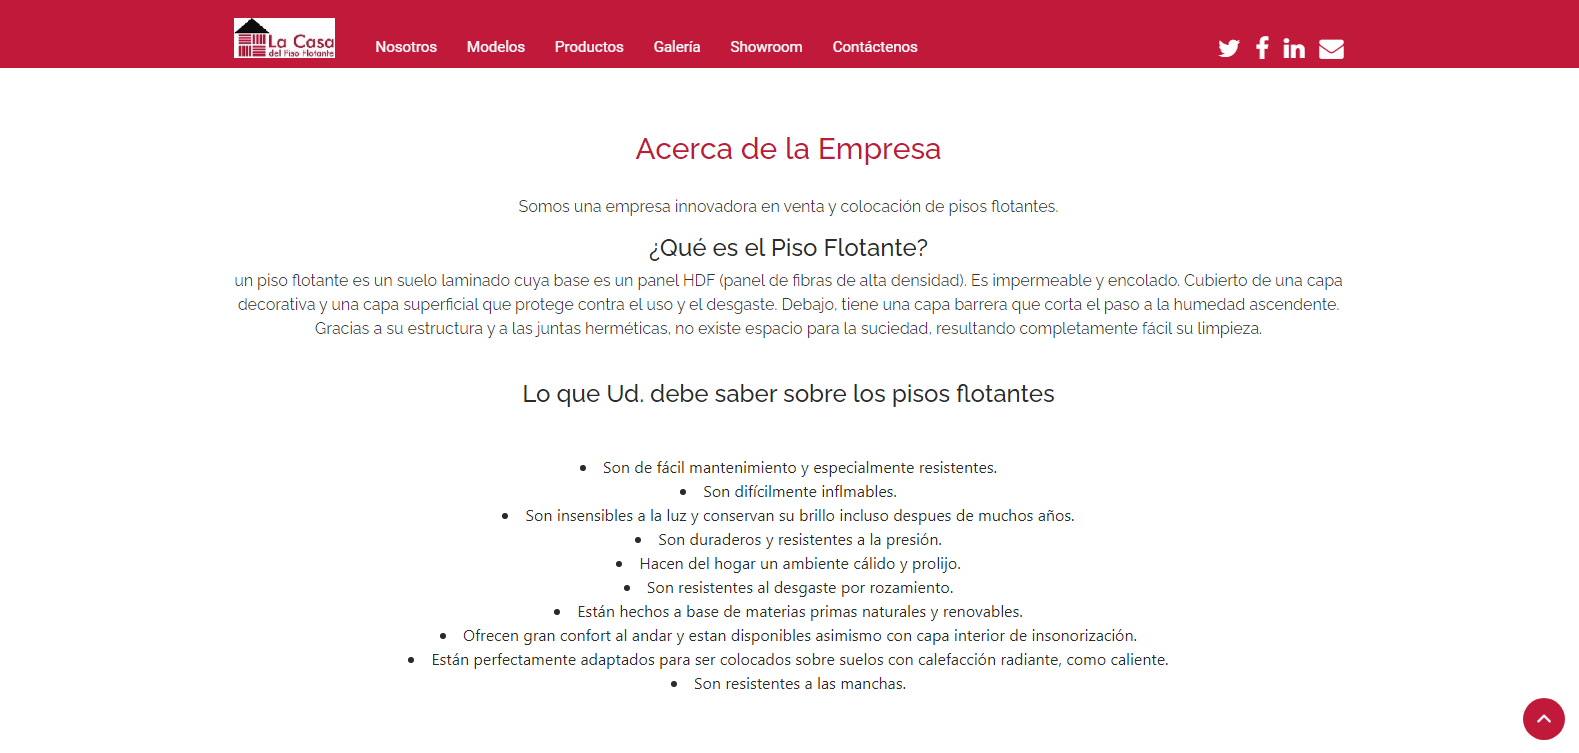 La Casa
del Piso Flotante
Nosotros Modelos Productos Galería Showroom Contáctenos
Acerca de la Empresa
Somos una empresa innovadora en venta y colocación de pisos flotantes.
¿Qué es el Piso Flotante?
un piso flotante es un suelo laminado cuya base es un panel HDF (panel de fibras de alta densidad). Es impermeable y encolado. Cubierto de una capa
decorativa y una capa superficial que protege contra el uso y el desgaste. Debajo, tiene una capa barrera que corta el paso a la humedad ascendente.
Gracias a su estructura y a las juntas herméticas, no existe espacio para la suciedad, resultando completamente fácil su limpieza.
Lo que Ud. debe saber sobre los pisos flotantes
• Son de fácil mantenimiento y especialmente resistentes.
• Son difícilmente inflmables.
• Son insensibles a la luz y conservan su brillo incluso despues de muchos años.
• Son duraderos y resistentes a la presión.
• Hacen del hogar un ambiente cálido y prolijo.
• Son resistentes al desgaste por rozamiento.
• Están hechos a base de materias primas naturales y renovables.
• Ofrecen gran confort al andar y estan disponibles asimismo con capa interior de insonorización.
• Están perfectamente adaptados para ser colocados sobre suelos con calefacción radiante, como caliente.
• Son resistentes a las manchas.